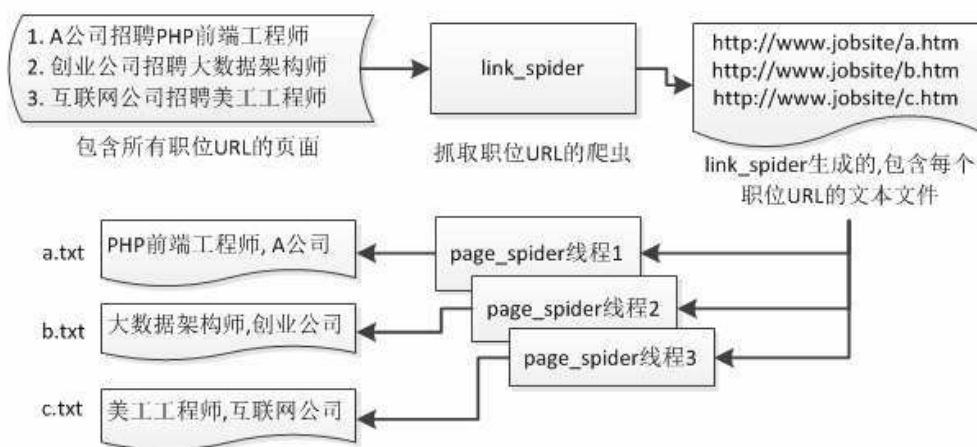 1. A公司招聘PHP前端工程师
2. 创业公司招聘大数据架构师
3. 互联网公司招聘美工工程师
包含所有职位URL的页面
link_spider
抓取职位URL的爬虫
http://www.jobsite/a.htm
http://www.jobsite/b.htm
http://www.jobsite/c.htm
link_spider生成的,包含每个
职位URL的文本文件
a.txt
PHP前端工程师, A公司
page_spider线程1
b.txt
大数据架构师,创业公司
page_spider线程2
c.txt
美工工程师,互联网公司
page_spider线程3